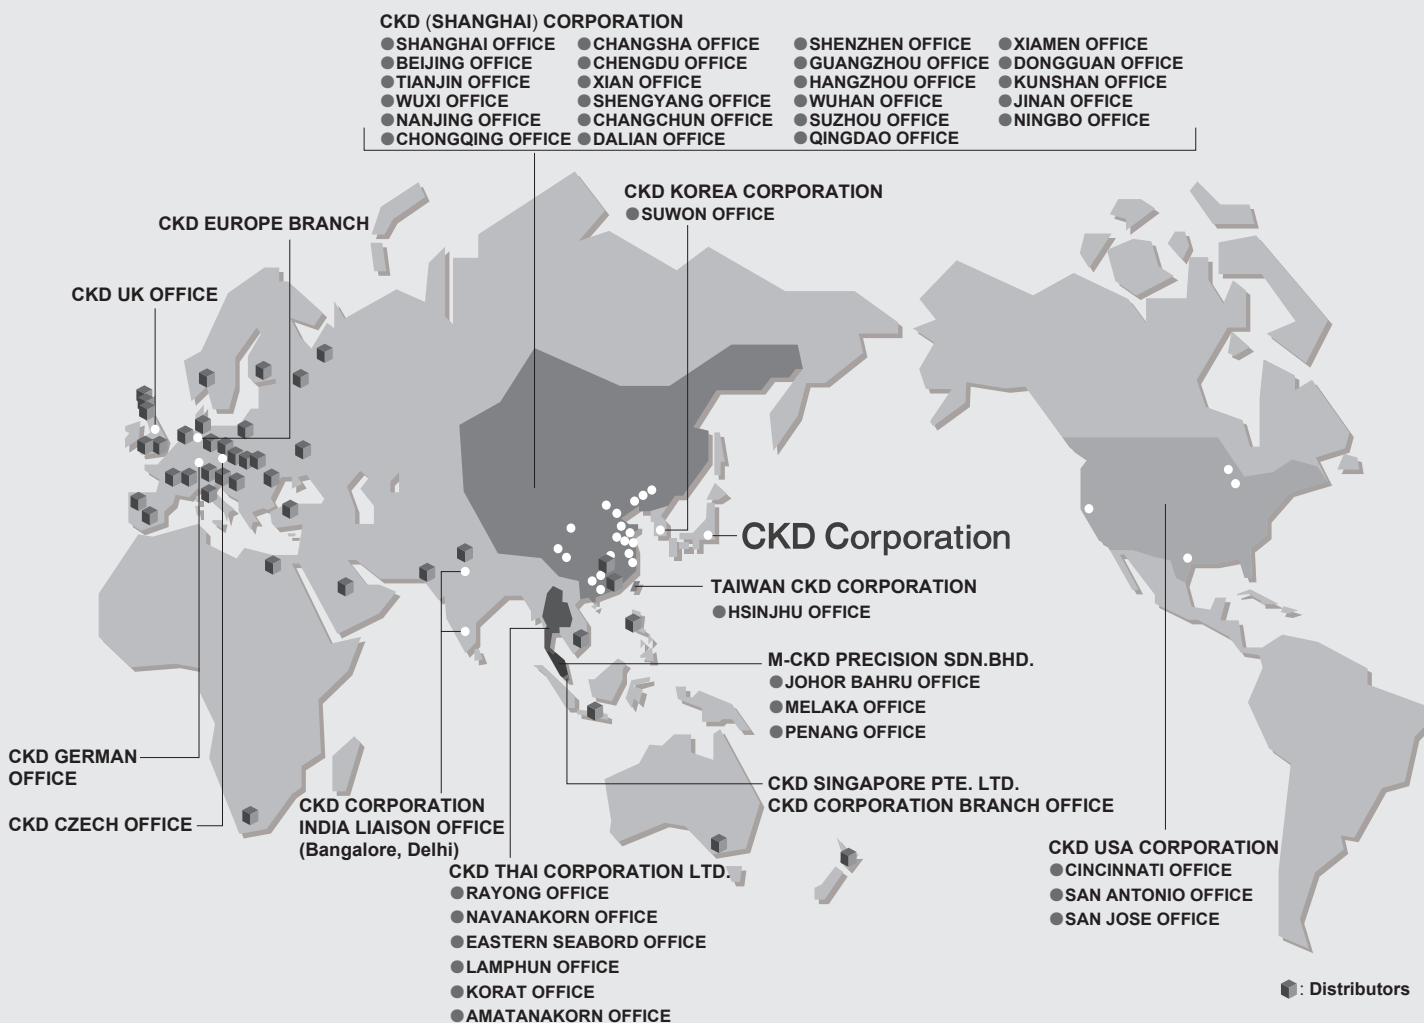 CKD (SHANGHAI) CORPORATION
●SHANGHAI OFFICE ●CHANGSHA OFFICE ●SHENZHEN OFFICE ●XIAMEN OFFICE
●BEIJING OFFICE ●CHENGDU OFFICE ●GUANGZHOU OFFICE ●DONGGUAN OFFICE
●TIANJIN OFFICE ●XIAN OFFICE ●HANGZHOU OFFICE ●KUNSHAN OFFICE
●WUXI OFFICE ●SHENGYANG OFFICE ●WUHAN OFFICE ●JINAN OFFICE
●NANJING OFFICE ●CHANGCHUN OFFICE ●SUZHOU OFFICE ●NINGBO OFFICE
●CHONGQING OFFICE ●DALIAN OFFICE ●QINGDAO OFFICE
CKD KOREA CORPORATION
●SUWON OFFICE
CKD EUROPE BRANCH
CKD UK OFFICE
CKD Corporation
TAIWAN CKD CORPORATION
●HSINJHU OFFICE
M-CKD PRECISION SDN.BHD.
●JOHOR BAHRU OFFICE
●MELAKA OFFICE
●PENANG OFFICE
CKD GERMAN
OFFICE
CKD SINGAPORE PTE. LTD.
CKD CORPORATION BRANCH OFFICE
CKD CZECH OFFICE
CKD CORPORATION
INDIA LIAISON OFFICE
(Bangalore, Delhi)
CKD THAI CORPORATION LTD.
●RAYONG OFFICE
●NAVANAKORN OFFICE
●EASTERN SEABORD OFFICE
●LAMPHUN OFFICE
●KORAT OFFICE
●AMATANAKORN OFFICE
CKD USA CORPORATION
●CINCINNATI OFFICE
●SAN ANTONIO OFFICE
●SAN JOSE OFFICE
: Distributors